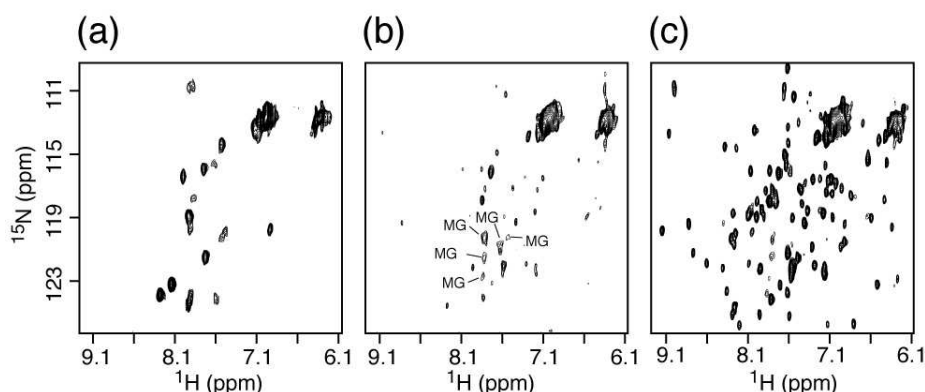 (a) (b) (c)
111
115
119
123
¹⁵N (ppm)
MG MG MG
MG
MG
9.1 8.1 7.1 6.1 9.1 8.1 7.1 6.1 9.1 8.1 7.1 6.1
¹H (ppm) ¹H (ppm) ¹H (ppm)